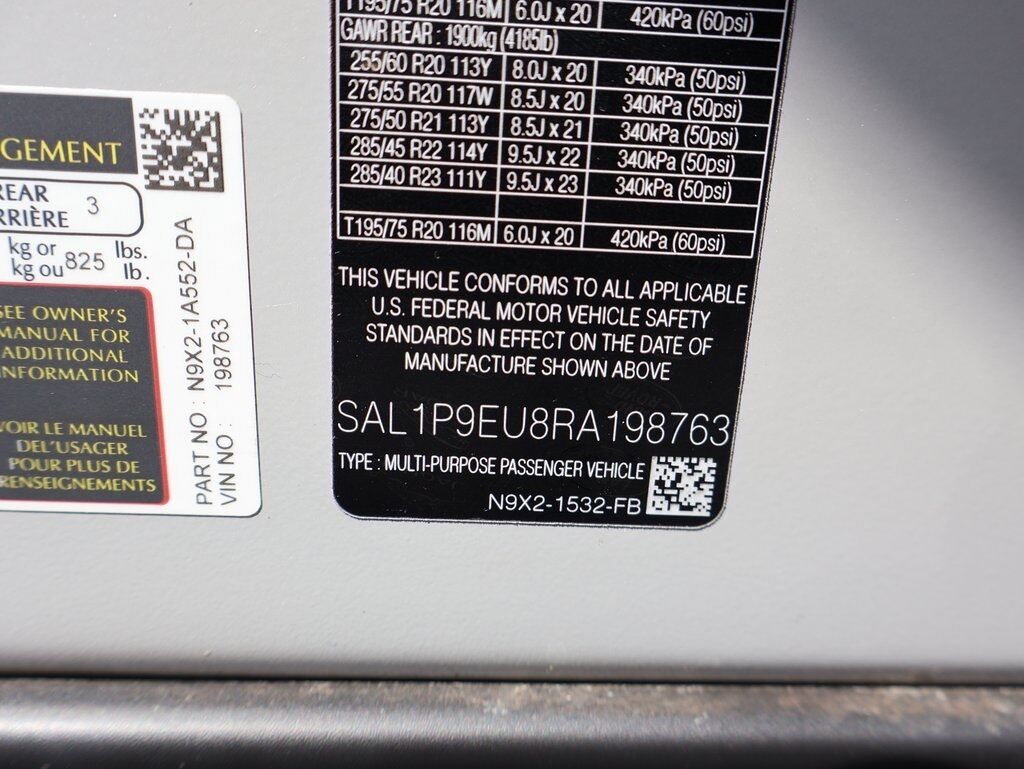 GEMENT
REAR
RRIÈRE 3
kg or 825 lbs.
kg ou lb.
SEE OWNER'S
MANUAL FOR
ADDITIONAL
INFORMATION
VOIR LE MANUEL
DEL'USAGER
POUR PLUS DE
RENSEIGNEMENTS
PART NO : N9X2-1A552-DA
VIN NO : 198763
T195/75 R20 116M 6.0J x 20 420kPa (60psi)
GAWR REAR : 1900kg (4185lb)
255/60 R20 113Y 8.0J x 20 340kPa (50psi)
275/55 R20 117W 8.5J x 20 340kPa (50psi)
275/50 R21 113Y 8.5J x 21 340kPa (50psi)
285/45 R22 114Y 9.5J x 22 340kPa (50psi)
285/40 R23 111Y 9.5J x 23 340kPa (50psi)
T195/75 R20 116M 6.0J x 20 420kPa (60psi)
THIS VEHICLE CONFORMS TO ALL APPLICABLE
U.S. FEDERAL MOTOR VEHICLE SAFETY
STANDARDS IN EFFECT ON THE DATE OF
MANUFACTURE SHOWN ABOVE
SAL1P9EU8RA198763
TYPE : MULTI-PURPOSE PASSENGER VEHICLE
N9X2-1532-FB